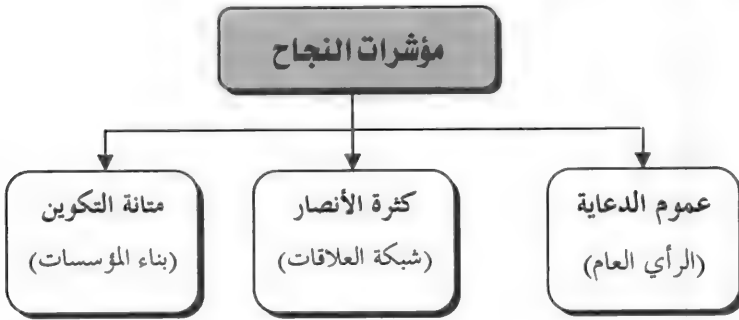 مؤشرات النجاح
عموم الدعاية
(الرأي العام)
كثرة الأنصار
(شبكة العلاقات)
متانة التكوين
(بناء المؤسسات)